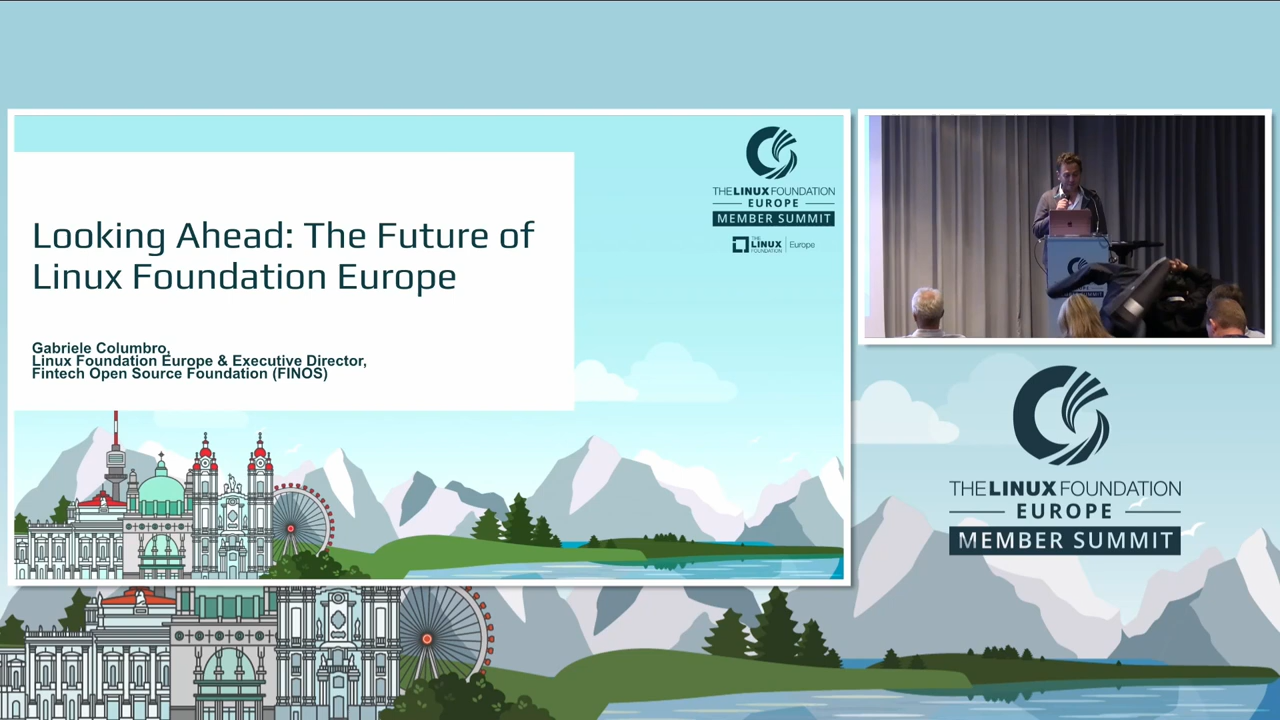 Looking Ahead: The Future of
Linux Foundation Europe
Gabriele Columbro,
Linux Foundation Europe & Executive Director,
Fintech Open Source Foundation (FINOS)
THE LINUX FOUNDATION
EUROPE
MEMBER SUMMIT
THE
LINUX
FOUNDATION
Europe
THE LINUX FOUNDATION
EUROPE
MEMBER SUMMIT